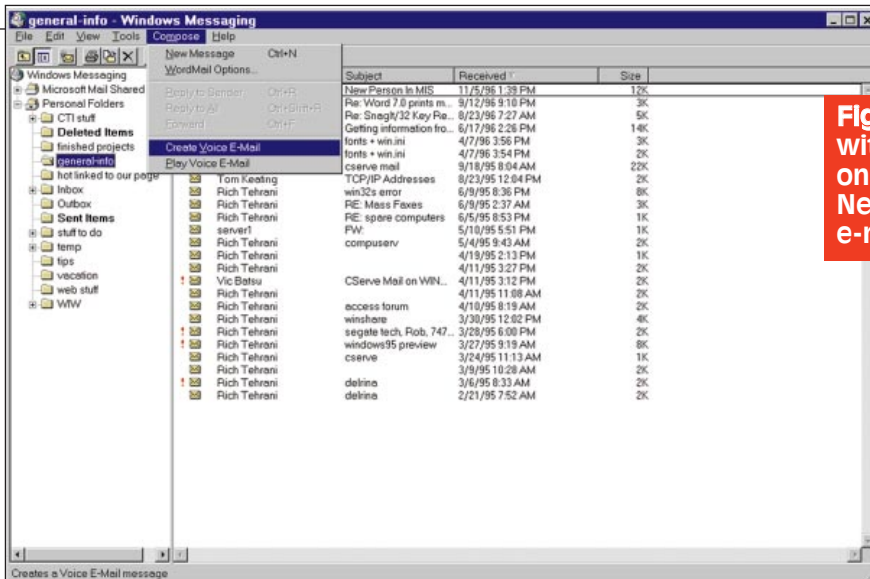 general-info - Windows Messaging
File Edit View Tools Compose Help
New Message Ctrl+N
WordMail Options...
Reply to Sender Ctrl+R
Reply to All Ctrl+Shift+R
Forward Ctrl+F
Create Voice E-Mail
Play Voice E-Mail
Windows Messaging
Microsoft Mail Shared
Personal Folders
CTI stuff
Deleted Items
finished projects
general-info
hot linked to our page
Inbox
Outbox
Sent Items
stuff to do
temp
tips
vacation
web stuff
WIW
Subject Received Size
New Person In MIS 11/5/96 1:39 PM 12K
Re: Word 7.0 prints m... 9/12/96 9:10 PM 3K
Re: SnagIt/32 Key Re... 8/23/96 7:27 AM 5K
Getting information fro... 6/17/96 2:26 PM 14K
fonts + win.ini 4/7/96 3:56 PM 3K
fonts + win.ini 4/7/96 3:54 PM 2K
cserve mail 9/18/95 8:04 AM 22K
Tom Keating TCP/IP Addresses 8/23/95 12:04 PM 2K
Rich Tehrani win32s error 6/9/95 8:36 PM 8K
Rich Tehrani RE: Mass Faxes 6/9/95 2:37 AM 3K
Rich Tehrani RE: spare computers 6/5/95 8:53 PM 1K
server1 FW: 5/10/95 5:51 PM 1K
Rich Tehrani compuserv 5/4/95 9:43 AM 2K
Rich Tehrani 4/19/95 2:13 PM 1K
Rich Tehrani 4/11/95 3:27 PM 2K
! Vic Batsu CServe Mail on WIN... 4/11/95 3:12 PM 2K
Rich Tehrani 4/11/95 11:08 AM 2K
Rich Tehrani access forum 4/10/95 8:19 AM 2K
Rich Tehrani winshare 3/30/95 12:02 PM 4K
! Rich Tehrani segate tech, Rob, 747... 3/28/95 6:00 PM 2K
! Rich Tehrani windows95 preview 3/27/95 9:19 AM 8K
Rich Tehrani cserve 3/24/95 11:13 AM 1K
Rich Tehrani 3/9/95 10:28 AM 2K
! Rich Tehrani delrina 3/6/95 8:33 AM 2K
Rich Tehrani delrina 2/21/95 7:52 AM 2K
Creates a Voice E-Mail message
Fig
wit
on
Ne
e-r